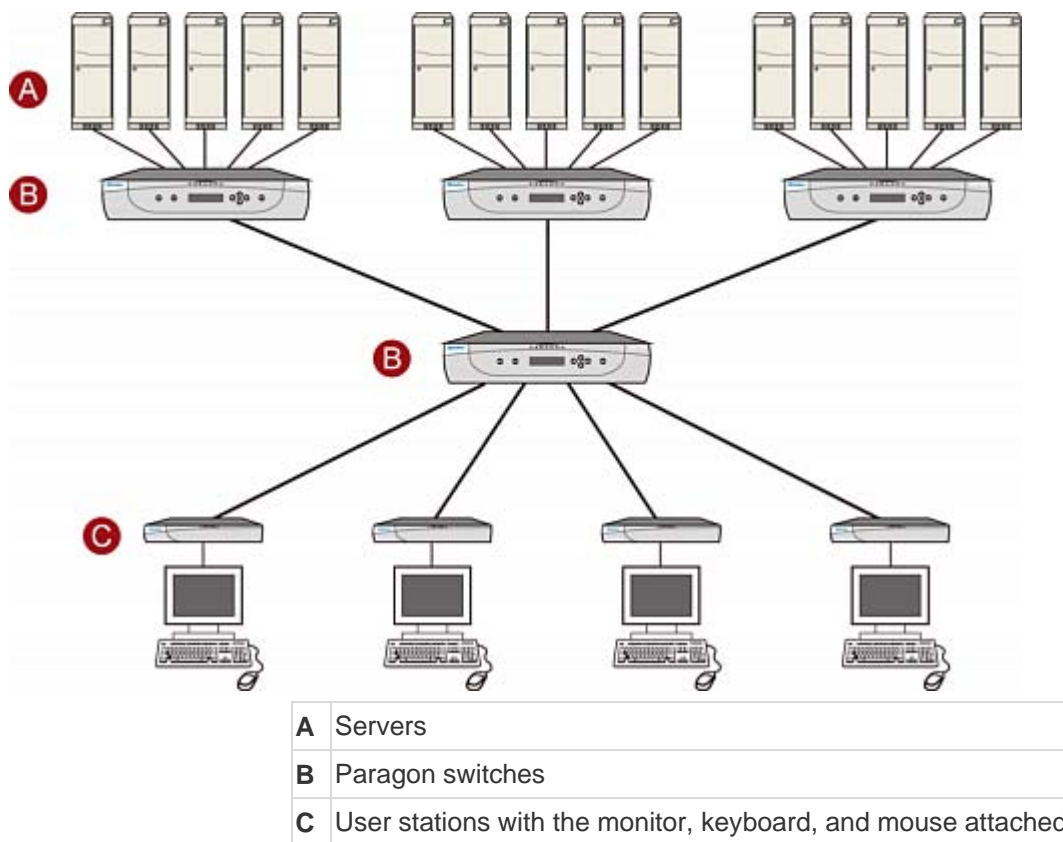 A
B
B
C
A Servers
B Paragon switches
C User stations with the monitor, keyboard, and mouse attached